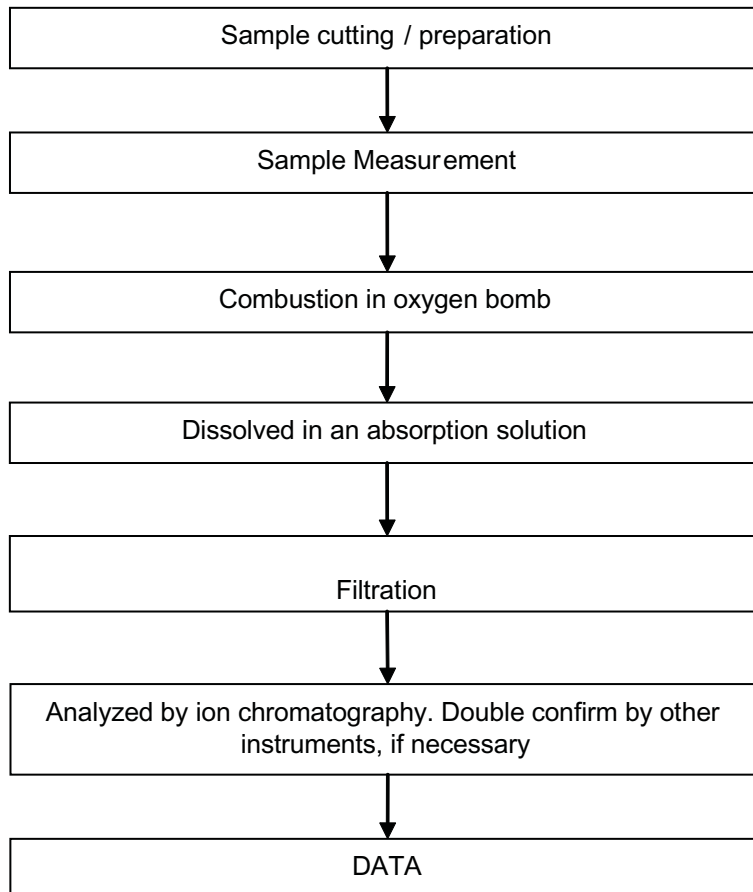 Sample cutting / preparation
Sample Measurement
Combustion in oxygen bomb
Dissolved in an absorption solution
Filtration
Analyzed by ion chromatography. Double confirm by other
instruments, if necessary
DATA